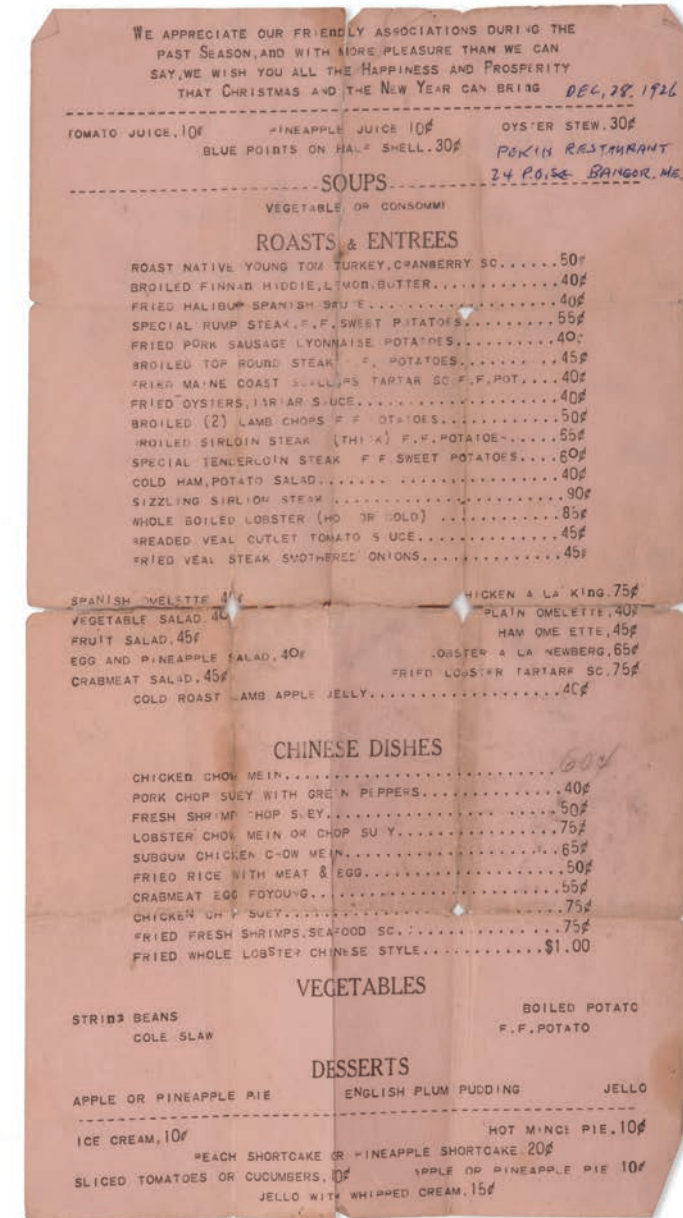 WE APPRECIATE OUR FRIENDLY ASSOCIATIONS DURING THE
PAST SEASON, AND WITH MORE PLEASURE THAN WE CAN
SAY, WE WISH YOU ALL THE HAPPINESS AND PROSPERITY
THAT CHRISTMAS AND THE NEW YEAR CAN BRING DEC, 28, 1926
TOMATO JUICE. 10¢ PINEAPPLE JUICE 10¢ OYSTER STEW. 30¢
BLUE POINTS ON HALF SHELL. 30¢ PEKIN RESTAURANT
24 P.O. SQ BANGOR. ME.
SOUPS
VEGETABLE OR CONSOMME
ROASTS & ENTREES
ROAST NATIVE YOUNG TOM TURKEY, CRANBERRY SC......50¢
BROILED FINNAN HIDDIE, LEMON BUTTER............40¢
FRIED HALIBUT SPANISH SAUCE..................40¢
SPECIAL RUMP STEAK.F.F.SWEET POTATOES.........55¢
FRIED PORK SAUSAGE LYONNAISE POTATOES.........40¢
BROILED TOP ROUND STEAK F.F. POTATOES.........45¢
FRIED MAINE COAST SCALLOPS TARTAR SC.F.F.POT....40¢
FRIED OYSTERS, TARTAR SAUCE..................40¢
BROILED (2) LAMB CHOPS F F POTATOES..........50¢
BROILED SIRLOIN STEAK (THICK) F.F.POTATOES.....55¢
SPECIAL TENDERLOIN STEAK F F.SWEET POTATOES....60¢
COLD HAM, POTATO SALAD......................40¢
SIZZLING SIRLION STEAK .....................90¢
WHOLE BOILED LOBSTER (HOT OR COLD) ..........85¢
BREADED VEAL CUTLET TOMATO SAUCE.............45¢
FRIED VEAL STEAK SMOTHERED ONIONS............45¢
SPANISH OMELETTE 40¢ CHICKEN A LA KING. 75¢
VEGETABLE SALAD. 40 PLAIN OMELETTE, 40¢
FRUIT SALAD. 45¢ HAM OMELETTE, 45¢
EGG AND PINEAPPLE SALAD, 40¢ LOBSTER A LA NEWBERG, 65¢
CRABMEAT SALAD. 45¢ FRIED LOBSTER TARTARE SC. 75¢
COLD ROAST LAMB APPLE JELLY.................40¢
CHINESE DISHES
CHICKEN CHOW MEIN...........................60¢
PORK CHOP SUEY WITH GREEN PEPPERS............40¢
FRESH SHRIMP CHOP SUEY......................50¢
LOBSTER CHOW MEIN OR CHOP SUEY...............75¢
SUBGUM CHICKEN CHOW MEIN....................65¢
FRIED RICE WITH MEAT & EGG..................50¢
CRABMEAT EGG FOYOUNG........................55¢
CHICKEN CHOP SUEY...........................75¢
FRIED FRESH SHRIMPS.SEAFOOD SC..............75¢
FRIED WHOLE LOBSTER CHINESE STYLE...........$1.00
VEGETABLES
STRING BEANS BOILED POTATO
COLE SLAW F.F.POTATO
DESSERTS
APPLE OR PINEAPPLE PIE ENGLISH PLUM PUDDING JELLO
ICE CREAM, 10¢ HOT MINCE PIE. 10¢
PEACH SHORTCAKE OR PINEAPPLE SHORTCAKE 20¢
SLICED TOMATOES OR CUCUMBERS, 10¢ APPLE OR PINEAPPLE PIE 10¢
JELLO WITH WHIPPED CREAM, 15¢